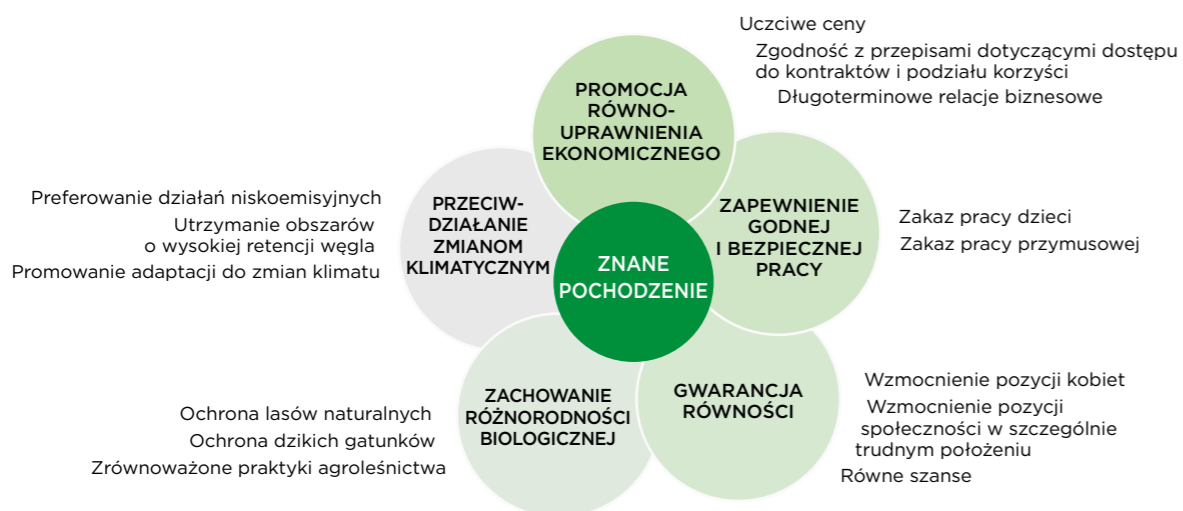 Uczciwe ceny
Zgodność z przepisami dotyczącymi dostępu
do kontraktów i podziału korzyści
Długoterminowe relacje biznesowe
PROMOCJA
RÓWNO-
UPRAWNIENIA
EKONOMICZNEGO
Preferowanie działań niskoemisyjnych
Utrzymanie obszarów
o wysokiej retencji węgla
Promowanie adaptacji do zmian klimatu
PRZECIW-
DZIAŁANIE
ZMIANOM
KLIMATYCZNYM
ZNANE
POCHODZENIE
ZAPEWNIENIE
GODNEJ
I BEZPIECZNEJ
PRACY
Zakaz pracy dzieci
Zakaz pracy przymusowej
Ochrona lasów naturalnych
Ochrona dzikich gatunków
Zrównoważone praktyki agroleśnictwa
ZACHOWANIE
RÓŻNORODNOŚCI
BIOLOGICZNEJ
GWARANCJA
RÓWNOŚCI
Wzmocnienie pozycji kobiet
Wzmocnienie pozycji
społeczności w szczególnie
trudnym położeniu
Równe szanse